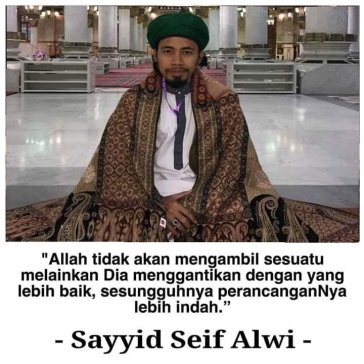 "Allah tidak akan mengambil sesuatu
melainkan Dia menggantikan dengan yang
lebih baik, sesungguhnya perancanganNya
lebih indah.”
- Sayyid Seif Alwi -